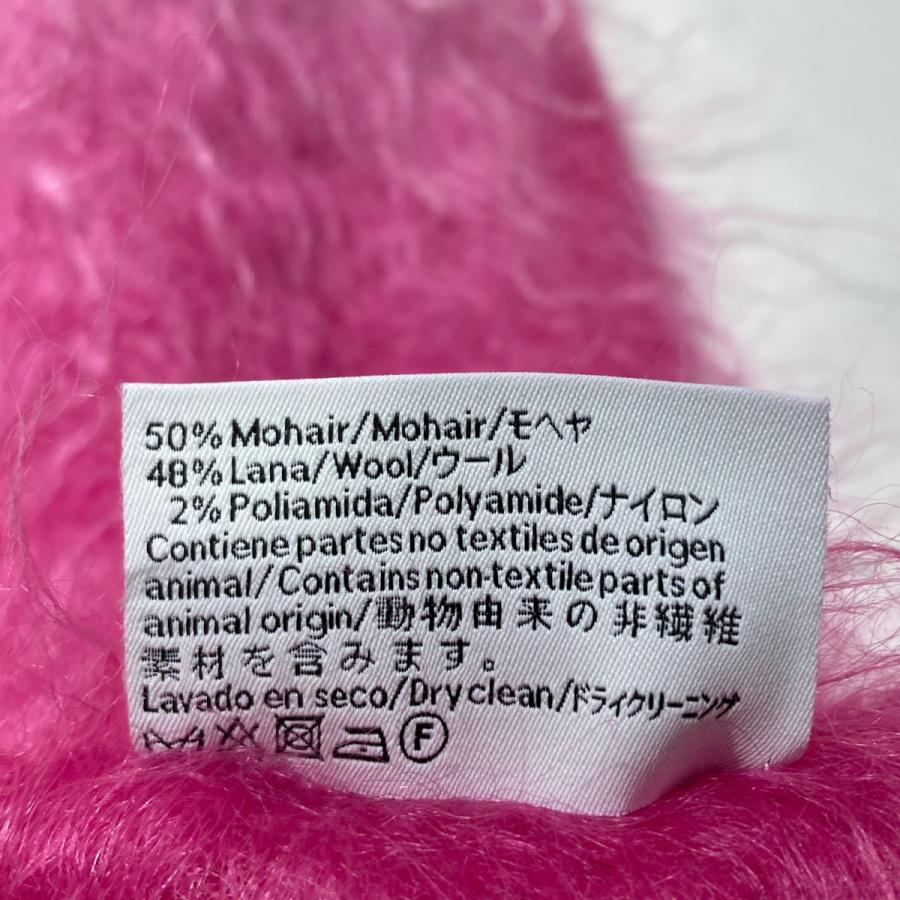 50% Mohair/Mohair/モヘヤ
48% Lana/Wool/ウール
2% Poliamida/Polyamide/ナイロン
Contiene partes no textiles de origen
animal/Contains non-textile parts of
animal origin/動物由来の非繊維
素材を含みます。
Lavado en seco/Dry clean/ドライクリーニング
F